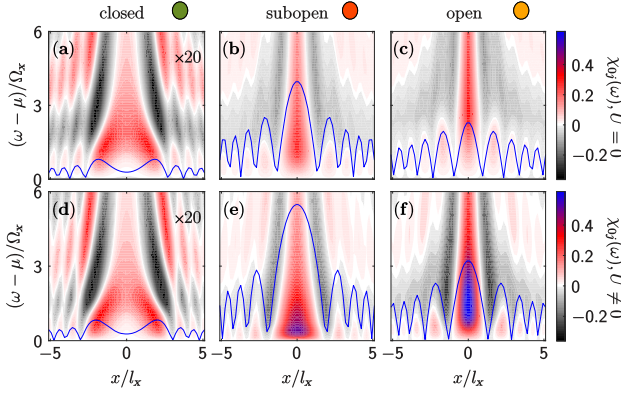 closed subopen open
(a) ×20 (b) (c)
6
3
0
(ω − μ)/Ωₓ
0.4
0.2
0
−0.2
χ₀ⱼ(ω), U = 0
(d) ×20 (e) (f)
6
3
0
(ω − μ)/Ωₓ
0.4
0.2
0
−0.2
χ₀ⱼ(ω), U ≠ 0
−5 0 5 −5 0 5 −5 0 5
x/lₓ x/lₓ x/lₓ